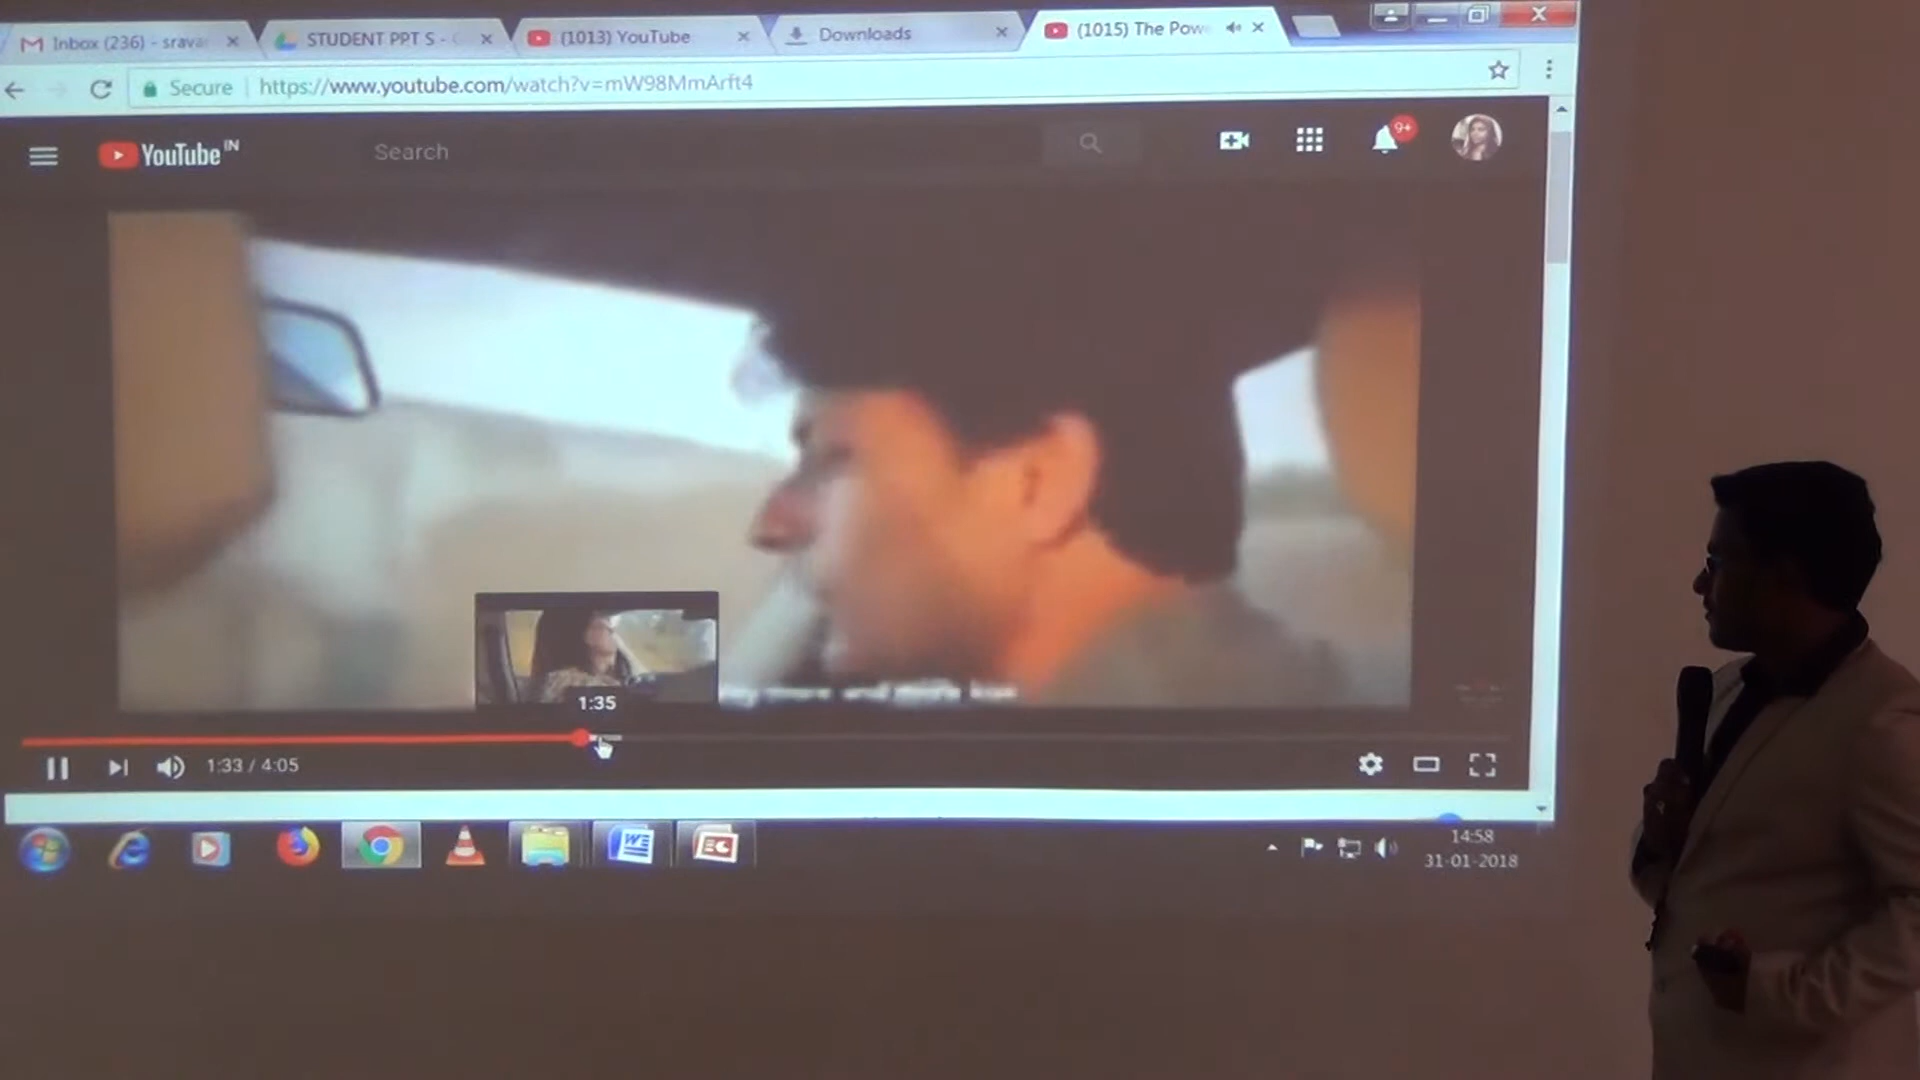 Inbox (236) - srava
STUDENT PPT S -
(1013) YouTube
Downloads
(1015) The Pow
Secure
https://www.youtube.com/watch?v=mW98MmArft4
YouTube IN
Search
9+
1:35
1:33 / 4:05
14:58
31-01-2018